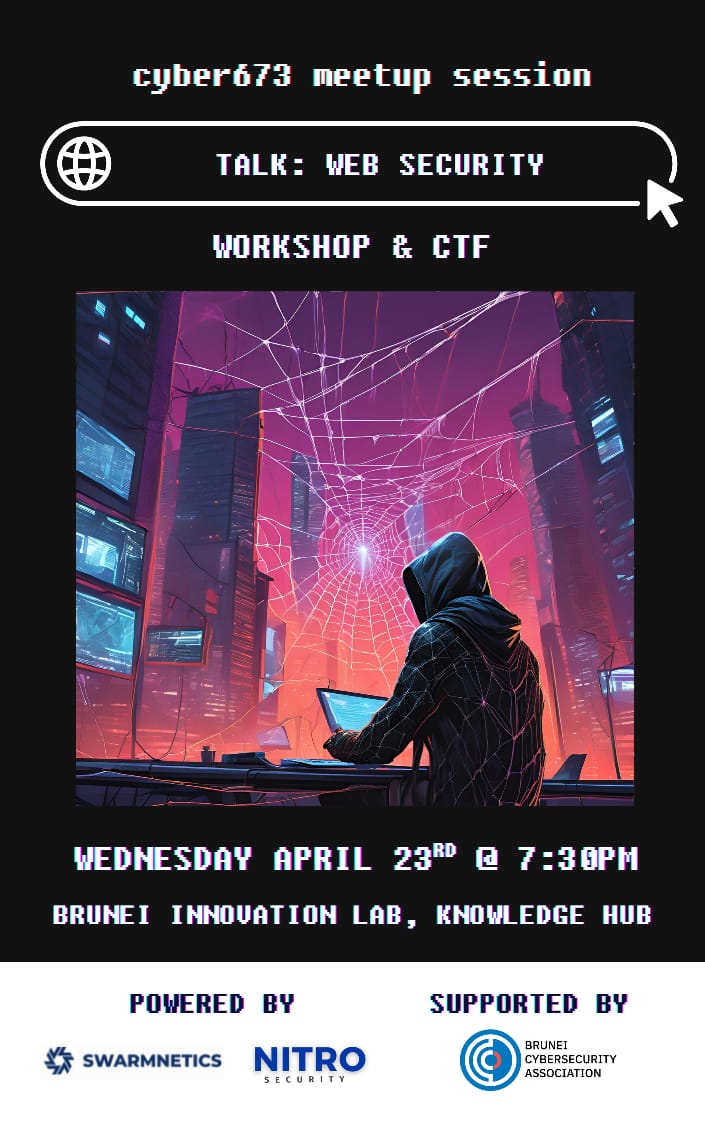 cyber673 meetup session
TALK: WEB SECURITY
WORKSHOP & CTF
WEDNESDAY APRIL 23RD @ 7:30PM
BRUNEI INNOVATION LAB, KNOWLEDGE HUB
POWERED BY
SUPPORTED BY
SWARMNETICS
NITRO
SECURITY
BRUNEI
CYBERSECURITY
ASSOCIATION